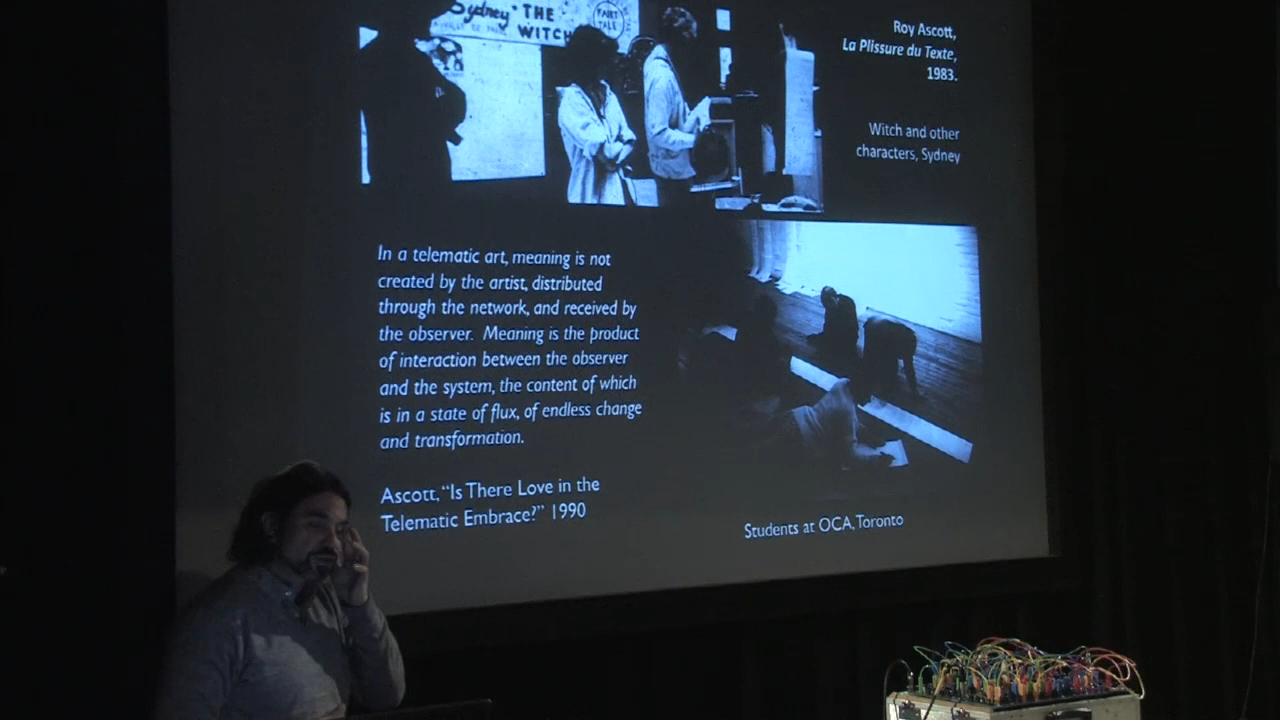 Sydney "THE
WITCH
FAIRY
TALE
Roy Ascott,
La Plissure du Texte,
1983.
Witch and other
characters, Sydney
In a telematic art, meaning is not
created by the artist, distributed
through the network, and received by
the observer. Meaning is the product
of interaction between the observer
and the system, the content of which
is in a state of flux, of endless change
and transformation.
Ascott, “Is There Love in the
Telematic Embrace?” 1990
Students at OCA, Toronto